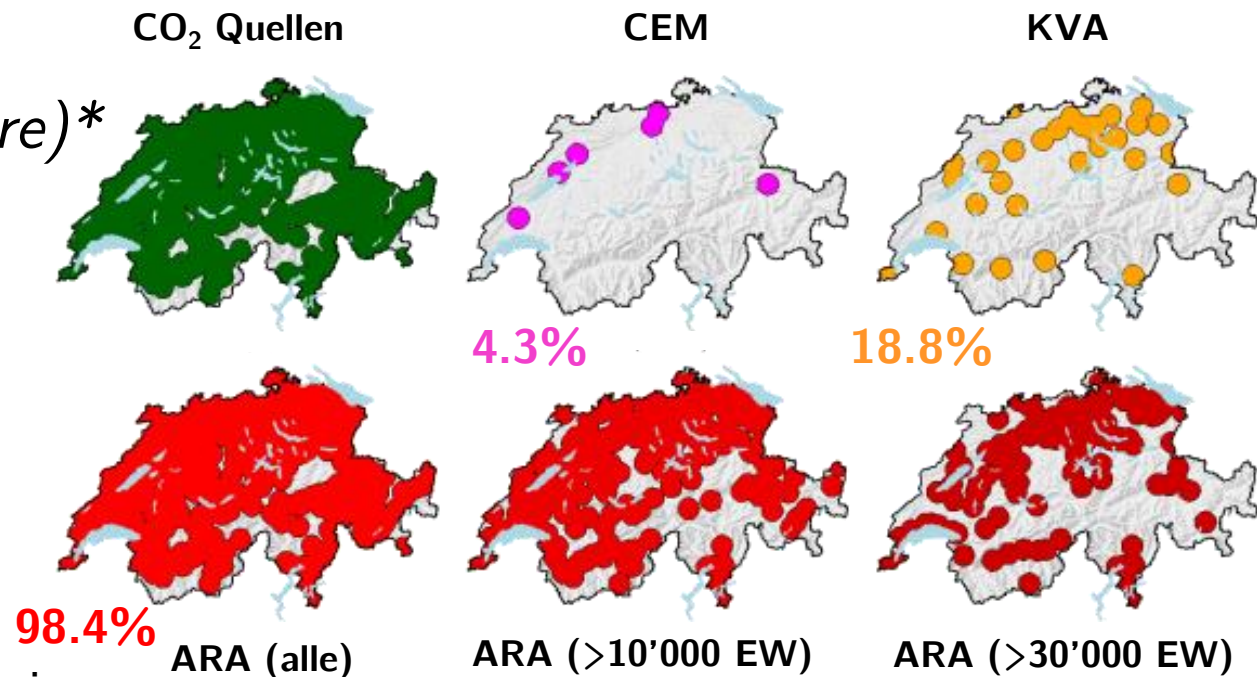 CO₂ Quellen
CEM
KVA
re)*
4.3%
18.8%
98.4%
ARA (alle)
ARA (>10'000 EW)
ARA (>30'000 EW)